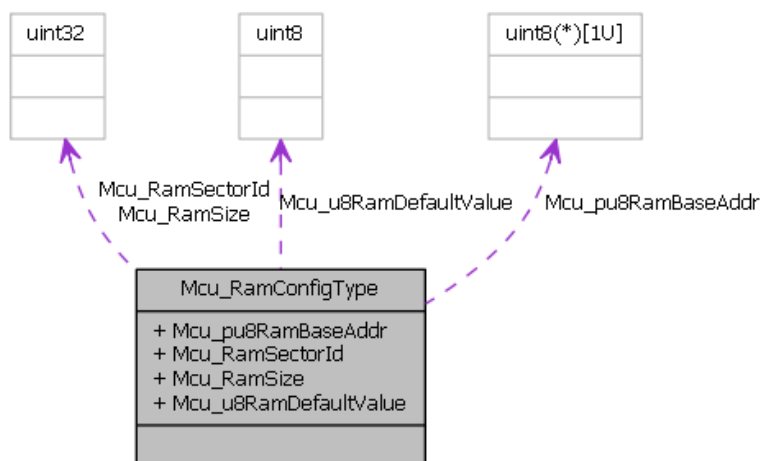 uint32
uint8
uint8(*)[1U]
Mcu_RamSectorId
Mcu_RamSize
Mcu_u8RamDefaultValue
Mcu_pu8RamBaseAddr
Mcu_RamConfigType
+ Mcu_pu8RamBaseAddr
+ Mcu_RamSectorId
+ Mcu_RamSize
+ Mcu_u8RamDefaultValue